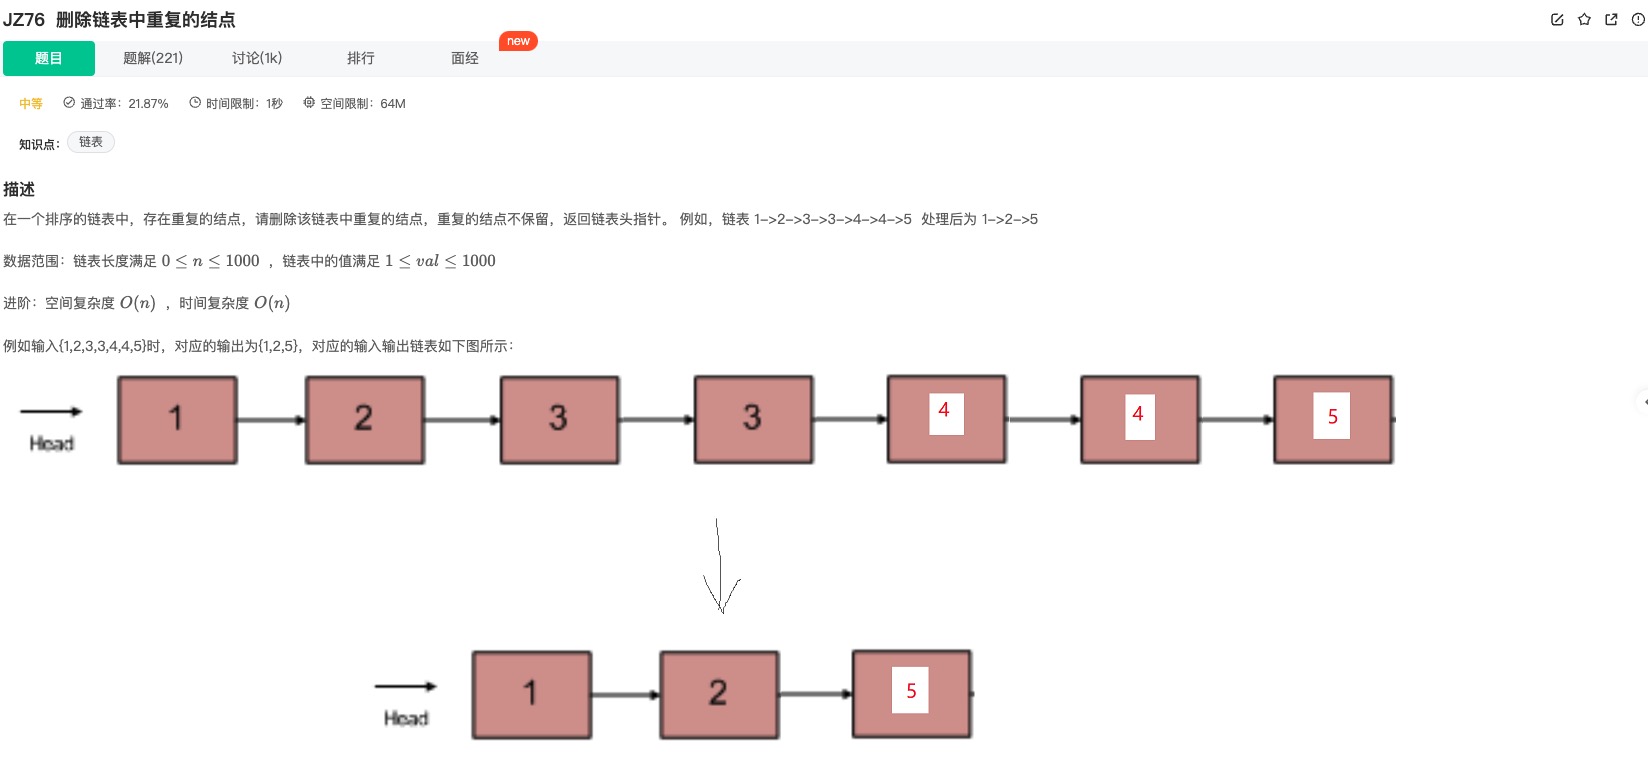 JZ76 删除链表中重复的结点
new
题目 题解(221) 讨论(1k) 排行 面经
中等 通过率：21.87% 时间限制：1秒 空间限制：64M
知识点： 链表
描述
在一个排序的链表中，存在重复的结点，请删除该链表中重复的结点，重复的结点不保留，返回链表头指针。 例如，链表 1->2->3->3->4->4->5 处理后为 1->2->5
数据范围：链表长度满足 0 ≤ n ≤ 1000 ，链表中的值满足 1 ≤ val ≤ 1000
进阶：空间复杂度 O(n) ，时间复杂度 O(n)
例如输入{1,2,3,3,4,4,5}时，对应的输出为{1,2,5}，对应的输入输出链表如下图所示：
1 2 3 3 4 4 5
Head
1 2 5
Head